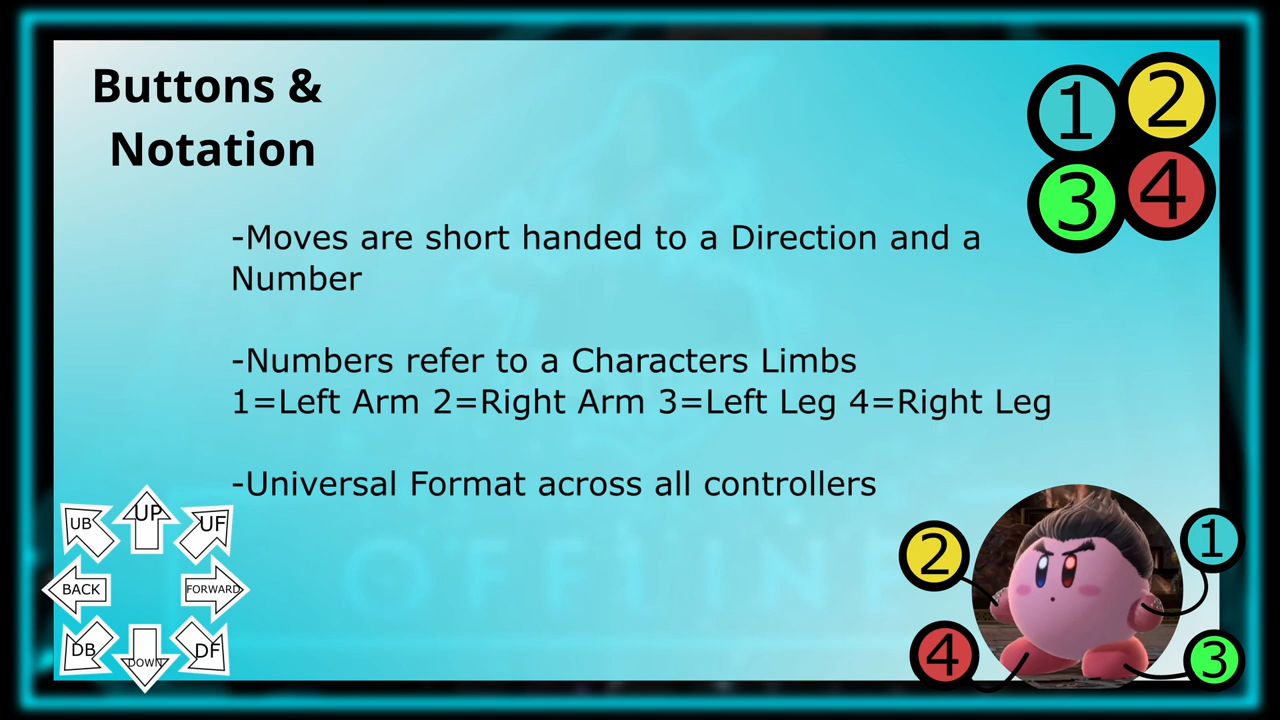 Buttons &
Notation
1
2
3
4
-Moves are short handed to a Direction and a
Number
-Numbers refer to a Characters Limbs
1=Left Arm 2=Right Arm 3=Left Leg 4=Right Leg
-Universal Format across all controllers
UB
UP
UF
BACK
FORWARD
DB
DOWN
DF
OFFLINE
2
1
4
3